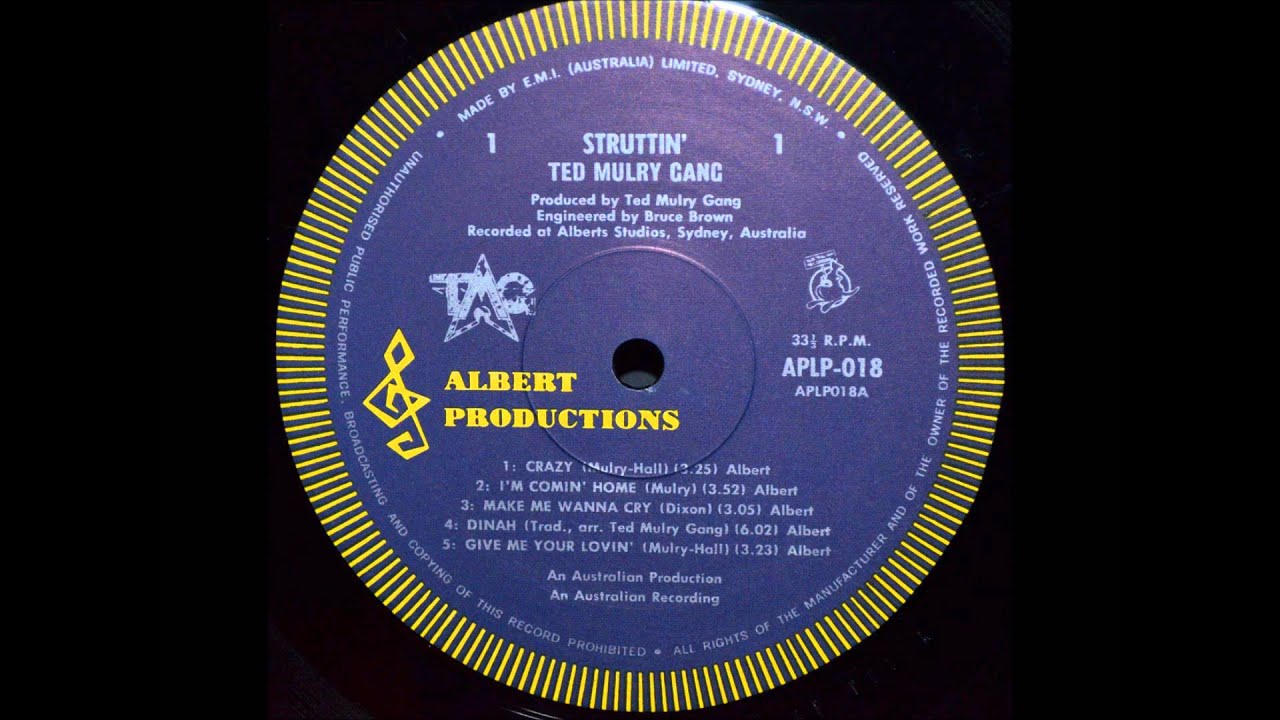 MADE BY E.M.I. (AUSTRALIA) LIMITED, SYDNEY, N.S.W.
1 STRUTTIN' 1
TED MULRY GANG
Produced by Ted Mulry Gang
Engineered by Bruce Brown
Recorded at Alberts Studios, Sydney, Australia
TMG
33⅓ R.P.M.
APLP-018
APLP018A
ALBERT
PRODUCTIONS
1: CRAZY (Mulry-Hall) (3.25) Albert
2: I'M COMIN' HOME (Mulry) (3.52) Albert
3: MAKE ME WANNA CRY (Dixon) (3.05) Albert
4: DINAH (Trad., arr. Ted Mulry Gang) (6.02) Albert
5: GIVE ME YOUR LOVIN' (Mulry-Hall) (3.23) Albert
An Australian Production
An Australian Recording
UNAUTHORISED PUBLIC PERFORMANCE, BROADCASTING AND COPYING OF THIS RECORD PROHIBITED • ALL RIGHTS OF THE MANUFACTURER AND OF THE OWNER OF THE RECORDED WORK RESERVED